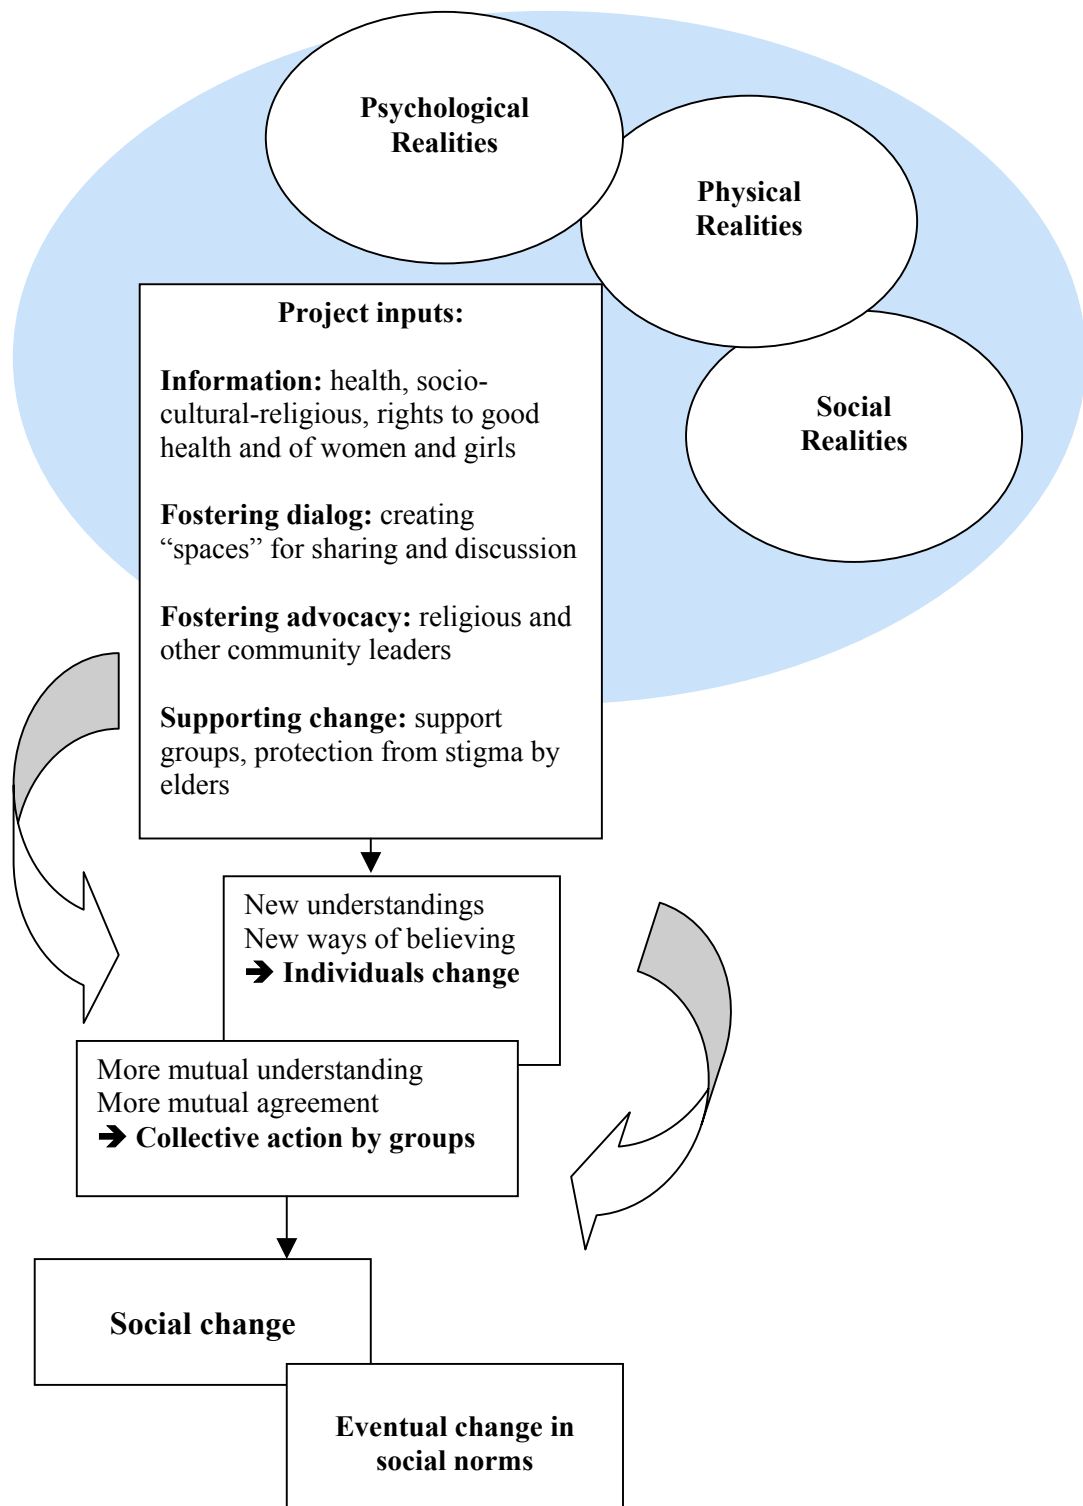 Psychological
Realities
Physical
Realities
Social
Realities
Project inputs:
Information: health, socio-
cultural-religious, rights to good
health and of women and girls
Fostering dialog: creating
“spaces” for sharing and discussion
Fostering advocacy: religious and
other community leaders
Supporting change: support
groups, protection from stigma by
elders
New understandings
New ways of believing
➔ Individuals change
More mutual understanding
More mutual agreement
➔ Collective action by groups
Social change
Eventual change in
social norms